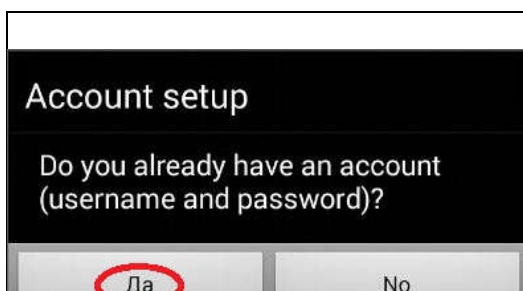 Account setup
Do you already have an account
(username and password)?
Да
No